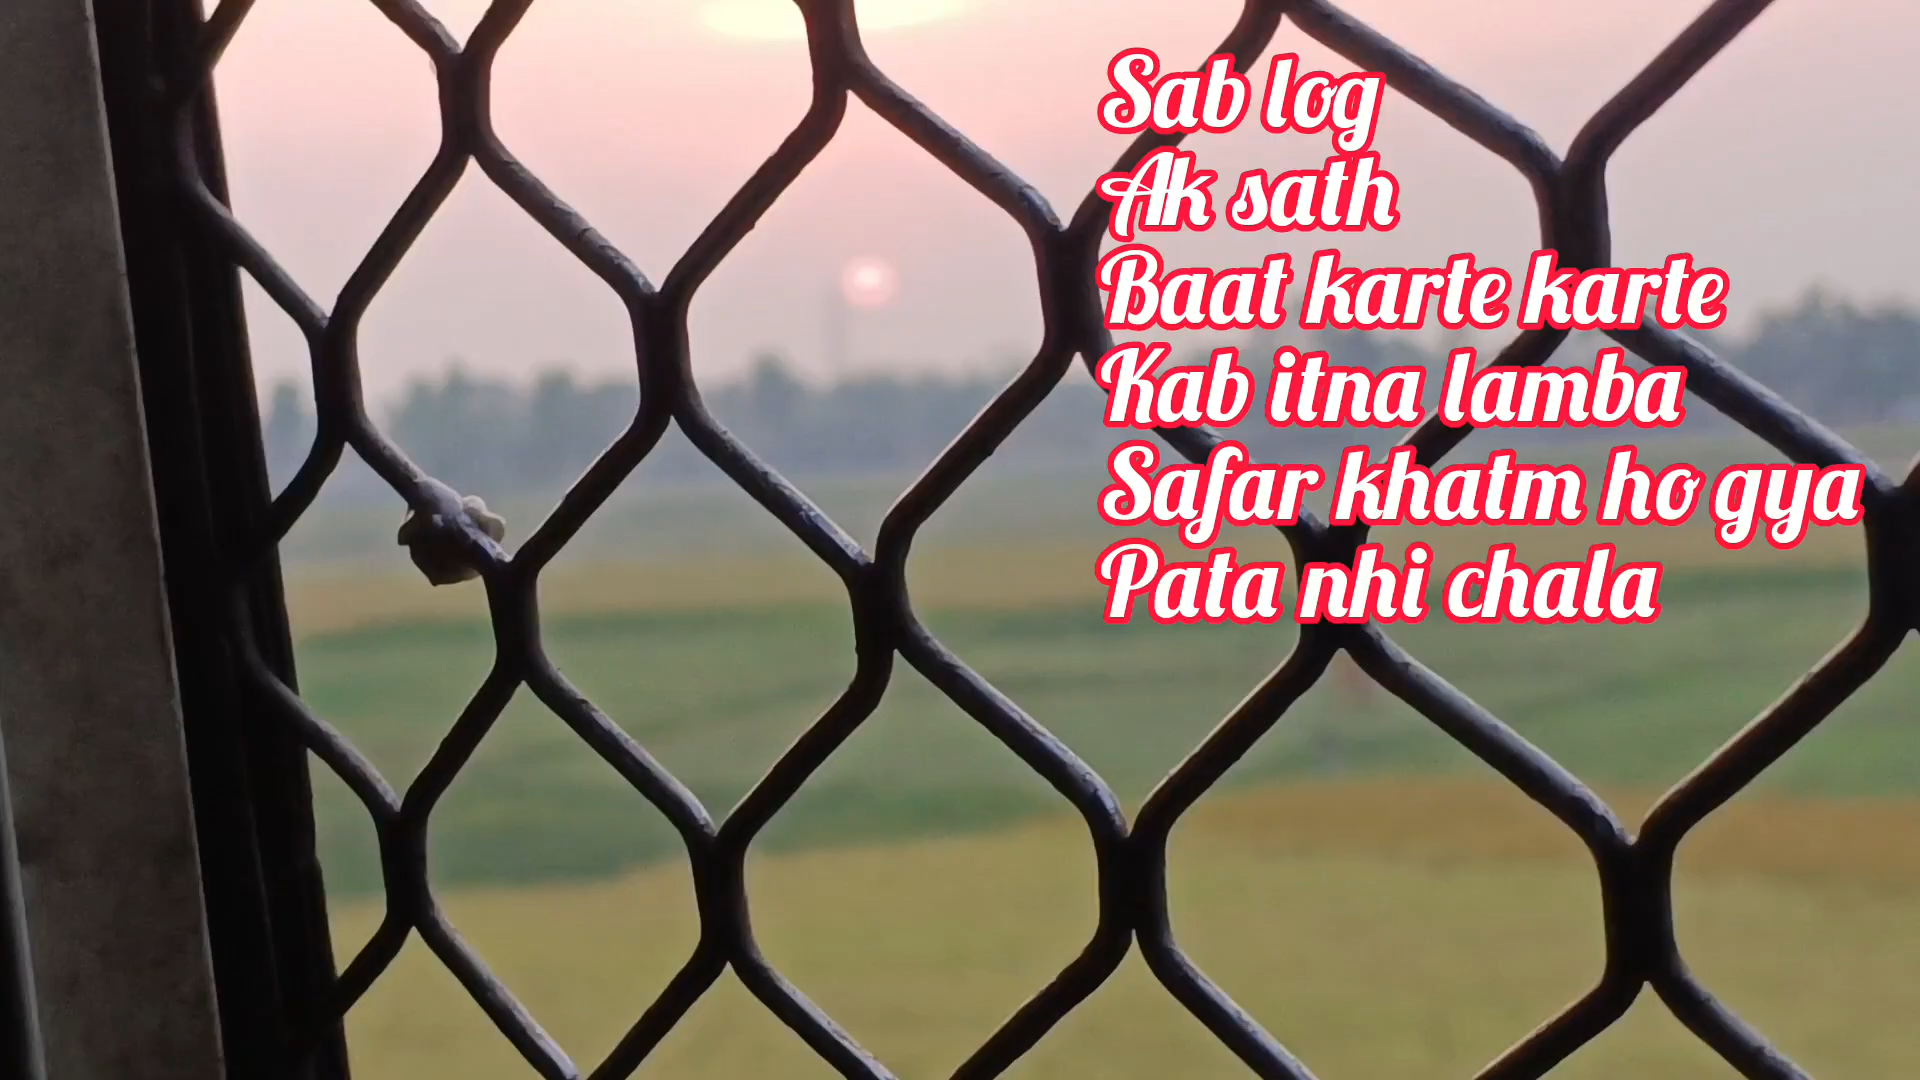 Sab log
Ak sath
Baat karte karte
Kab itna lamba
Safar khatm ho gya
Pata nhi chala